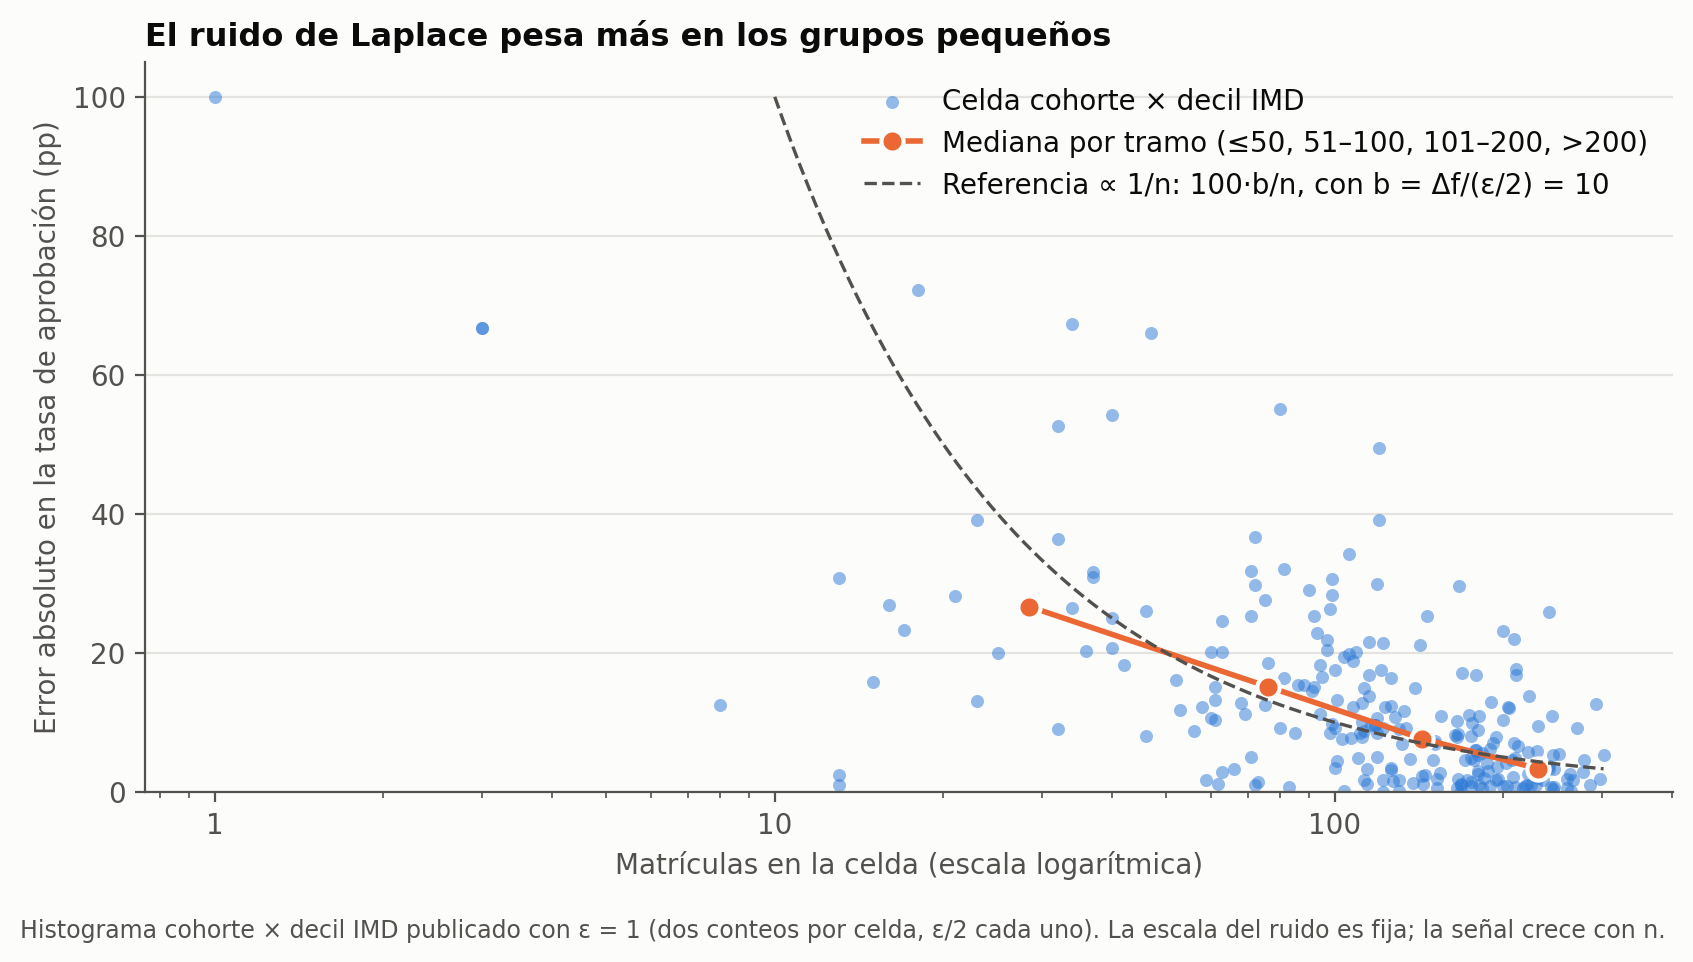 El ruido de Laplace pesa más en los grupos pequeños
Celda cohorte × decil IMD
Mediana por tramo (≤50, 51–100, 101–200, >200)
Referencia ∝ 1/n: 100·b/n, con b = Δf/(ε/2) = 10
Error absoluto en la tasa de aprobación (pp)
100
80
60
40
20
0
1 10 100
Matrículas en la celda (escala logarítmica)
Histograma cohorte × decil IMD publicado con ε = 1 (dos conteos por celda, ε/2 cada uno). La escala del ruido es fija; la señal crece con n.